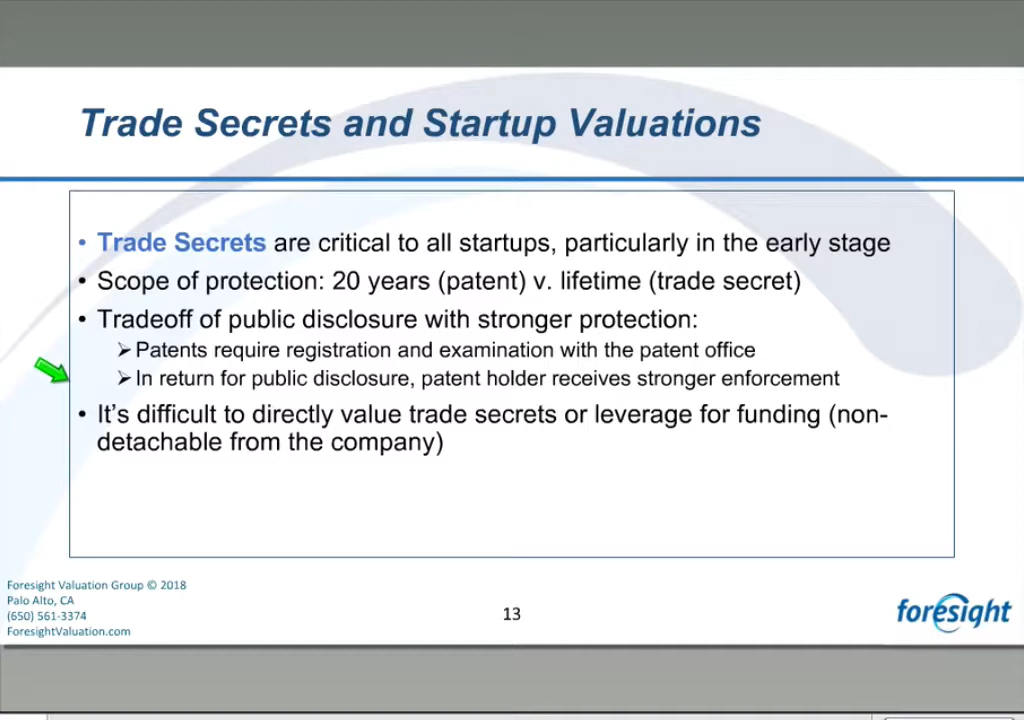 Trade Secrets and Startup Valuations
• Trade Secrets are critical to all startups, particularly in the early stage
• Scope of protection: 20 years (patent) v. lifetime (trade secret)
• Tradeoff of public disclosure with stronger protection:
➢Patents require registration and examination with the patent office
➢In return for public disclosure, patent holder receives stronger enforcement
• It’s difficult to directly value trade secrets or leverage for funding (non-
detachable from the company)
Foresight Valuation Group © 2018
Palo Alto, CA
(650) 561-3374
ForesightValuation.com
13
foresight